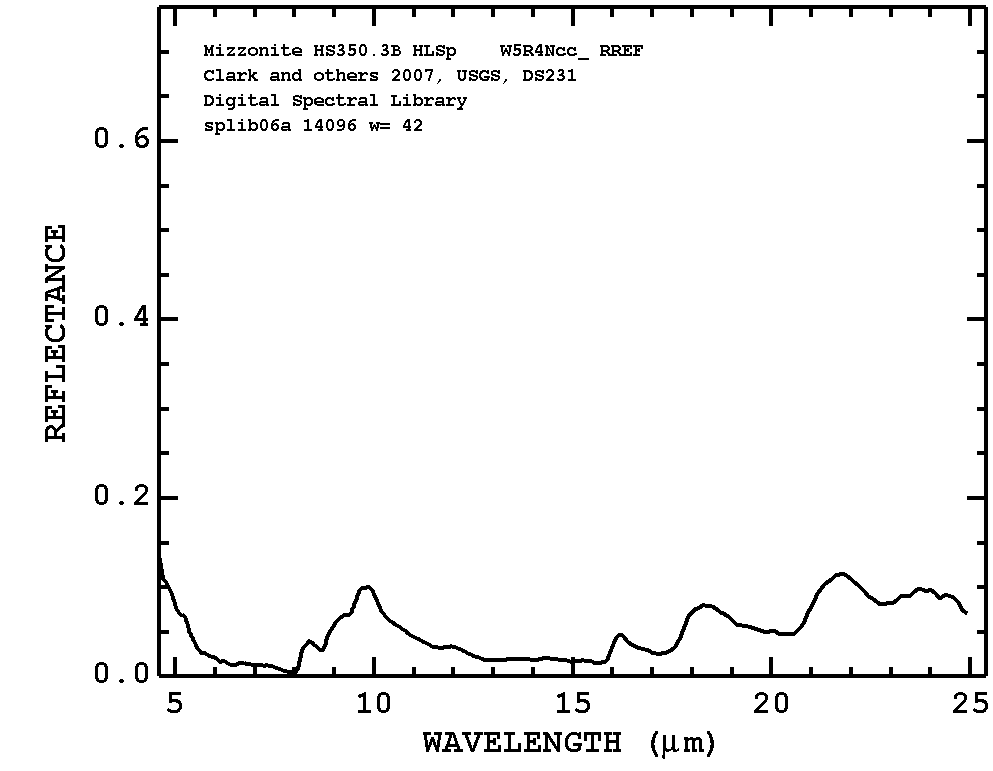 Mizzonite HS350.3B HLSp    W5R4Ncc_ RREF
Clark and others 2007, USGS, DS231
Digital Spectral Library
splib06a 14096 w= 42
0.6
0.4
0.2
0.0
REFLECTANCE
5 10 15 20 25
WAVELENGTH (μm)